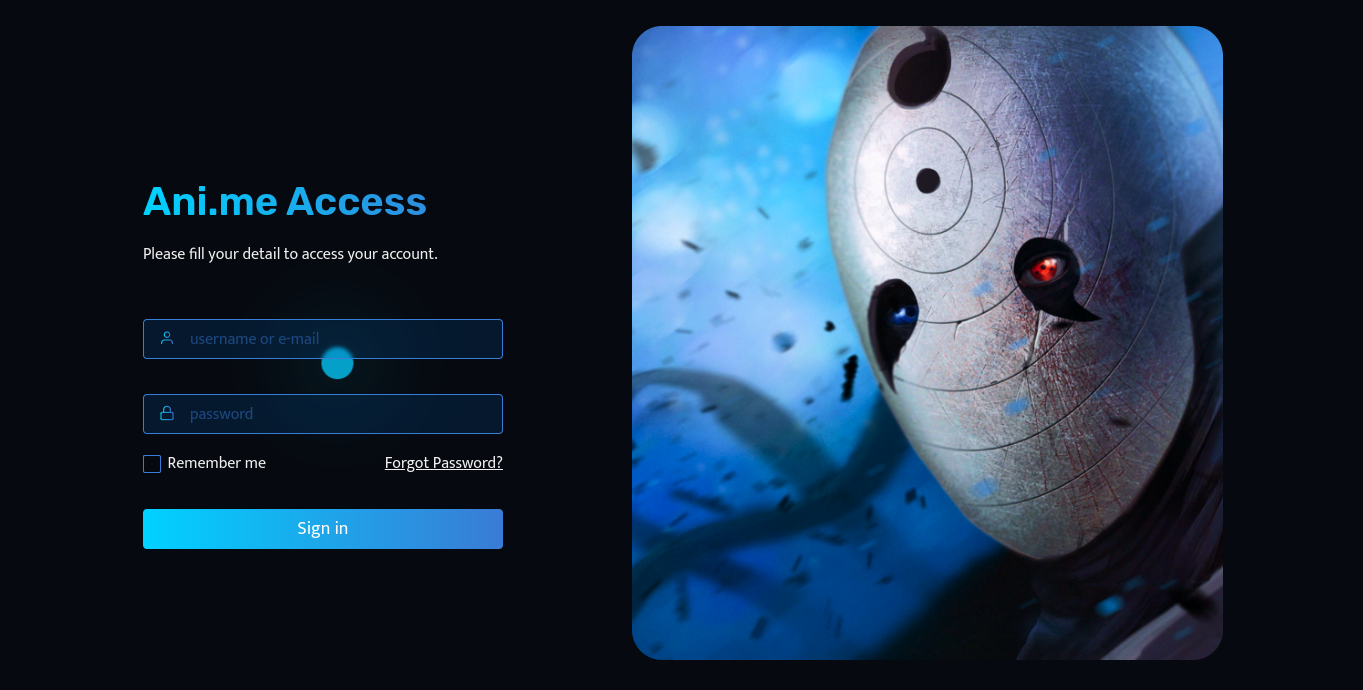 Ani.me Access
Please fill your detail to access your account.
username or e-mail
password
Remember me
Forgot Password?
Sign in